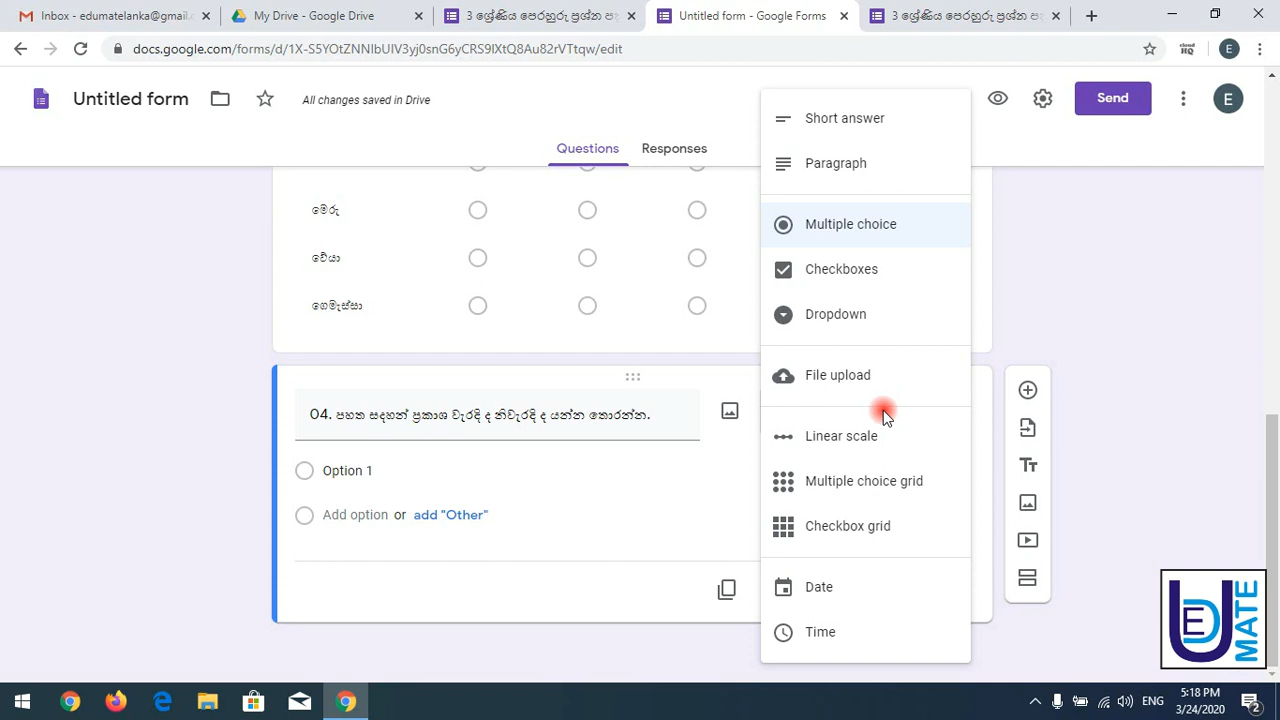 Inbox - edumatelanka@gmail
My Drive - Google Drive
3 ශ්‍රේණිය පෙරහුරු ප්‍රශ්න පෘ
Untitled form - Google Forms
3 ශ්‍රේණිය පෙරහුරු ප්‍රශ්න පෘ
docs.google.com/forms/d/1X-S5YOtZNNIbUIV3yj0snG6yCRS9IXtQ8Au82rVTtqw/edit
cloud
HQ
E
Untitled form
All changes saved in Drive
Send
E
Questions
Responses
මේරු
වේයා
ගෙමැස්සා
04. පහත සදහන් ප්‍රකාශ වැරදි ද නිවැරදි ද යන්න තෝරන්න.
Option 1
Add option or add "Other"
Short answer
Paragraph
Multiple choice
Checkboxes
Dropdown
File upload
Linear scale
Multiple choice grid
Checkbox grid
Date
Time
EDU MATE
ENG
5:18 PM
3/24/2020
2